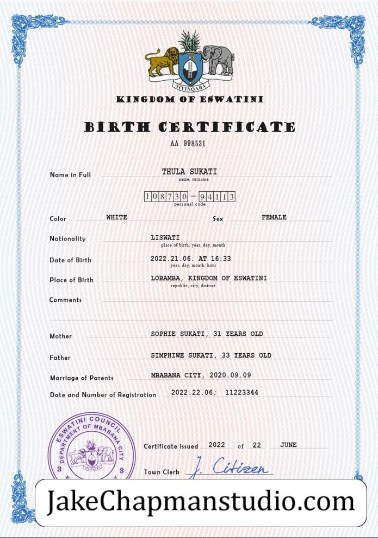 SIYINQABA
KINGDOM OF ESWATINI
BIRTH CERTIFICATE
AA 998531
Name in Full THULA SUKATI
name, surname
108730 - 94113
personal code
Color WHITE Sex FEMALE
Nationality LISWATI
place of birth, year, day, month
Date of Birth 2022.21.06. AT 16:33
year, day, month, hour
Place of Birth LOBAMBA, KINGDOM OF ESWATINI
republic, city, district
Comments
Mother SOPHIE SUKATI, 31 YEARS OLD
Father SIMPHIWE SUKATI, 33 YEARS OLD
Marriage of Parents MBABANA CITY, 2020.09.09
Date and Number of Registration 2022.22.06; 11223344
ESWATINI COUNCIL
DEPARTMENT OF MBABANA CITY
Certificate issued 2022 of 22 JUNE
Town Clerk J. Citizen
JakeChapmanstudio.com